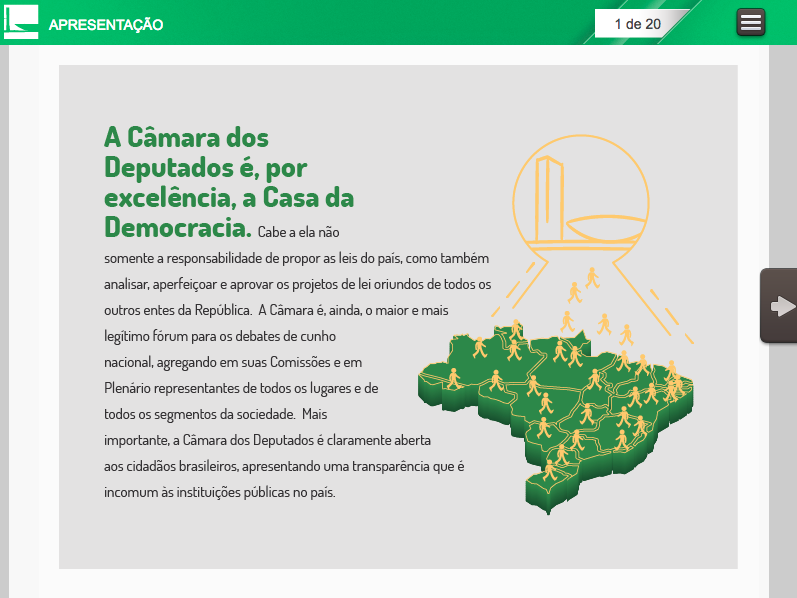 APRESENTAÇÃO
1 de 20
A Câmara dos
Deputados é, por
excelência, a Casa da
Democracia. Cabe a ela não
somente a responsabilidade de propor as leis do país, como também
analisar, aperfeiçoar e aprovar os projetos de lei oriundos de todos os
outros entes da República. A Câmara é, ainda, o maior e mais
legítimo fórum para os debates de cunho
nacional, agregando em suas Comissões e em
Plenário representantes de todos os lugares e de
todos os segmentos da sociedade. Mais
importante, a Câmara dos Deputados é claramente aberta
aos cidadãos brasileiros, apresentando uma transparência que é
incomum às instituições públicas no país.